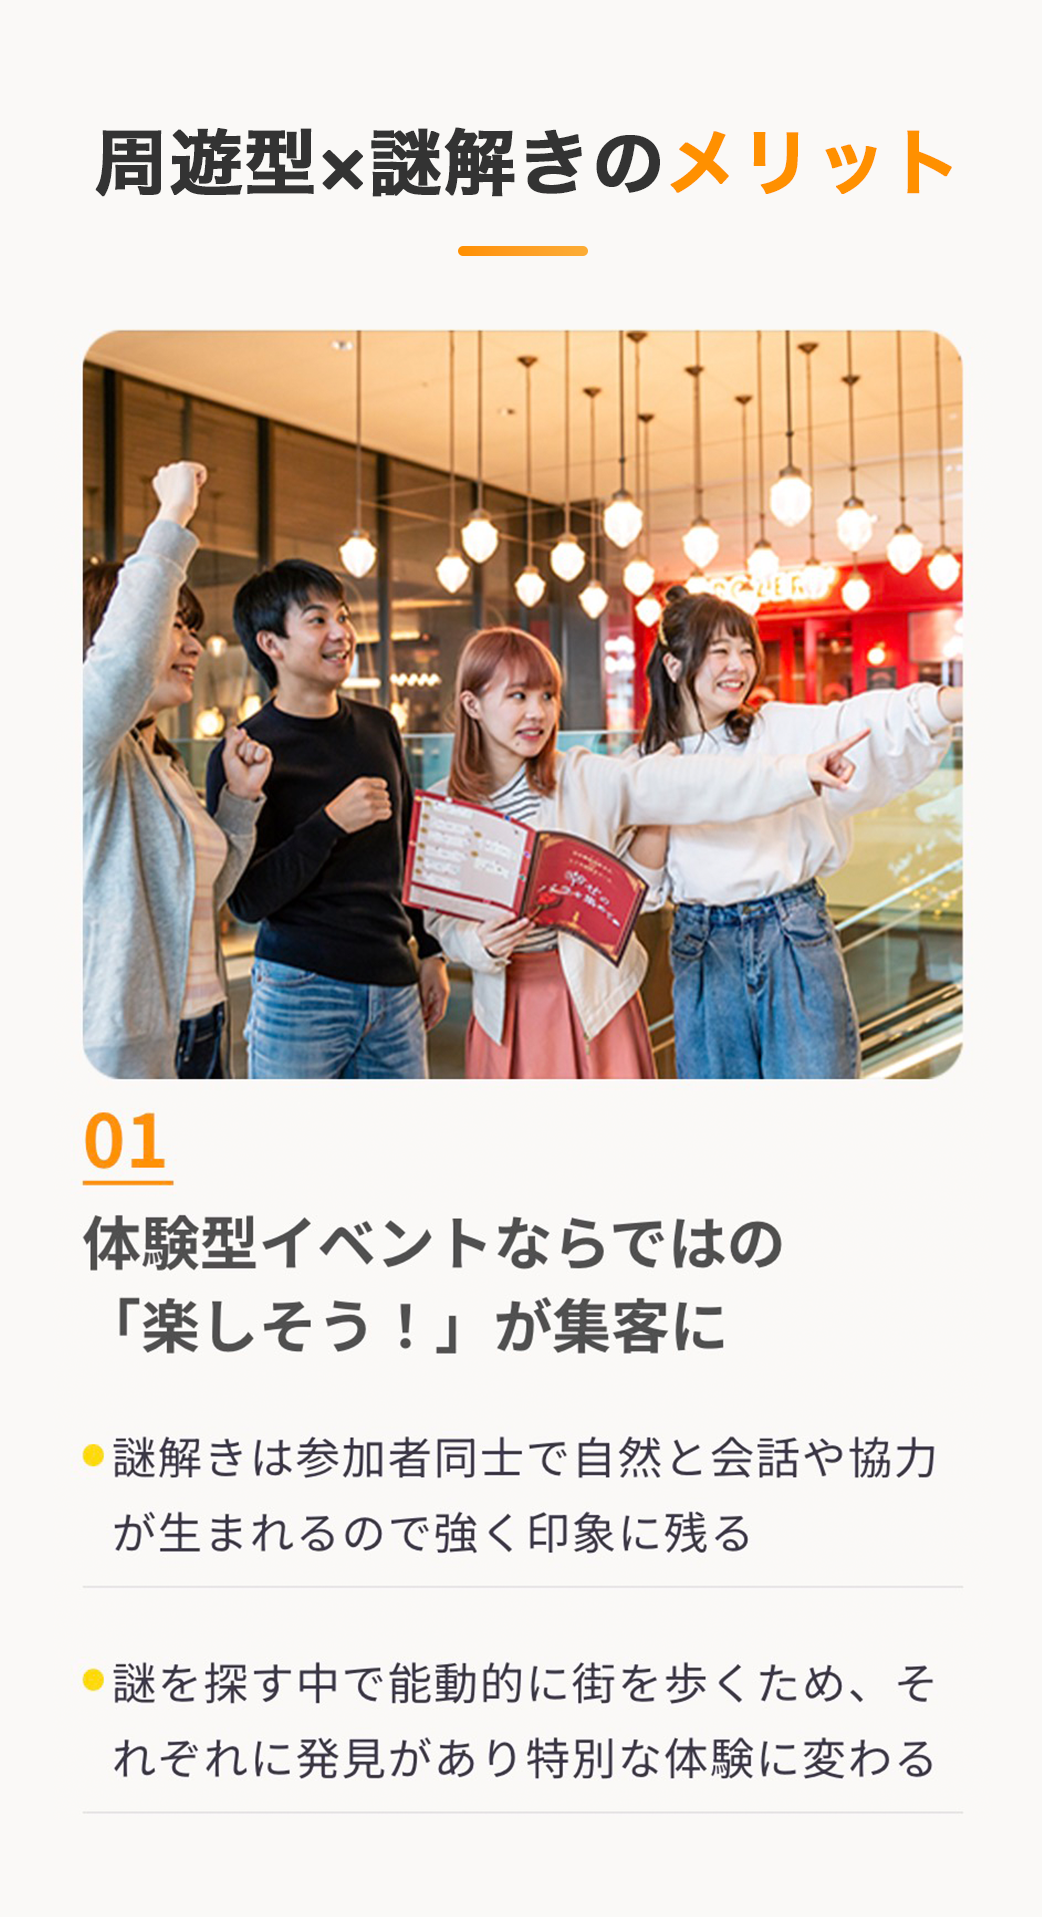 周遊型×謎解きのメリット
01
体験型イベントならではの
「楽しそう！」が集客に
謎解きは参加者同士で自然と会話や協力
が生まれるので強く印象に残る
謎を探す中で能動的に街を歩くため、そ
れぞれに発見があり特別な体験に変わる